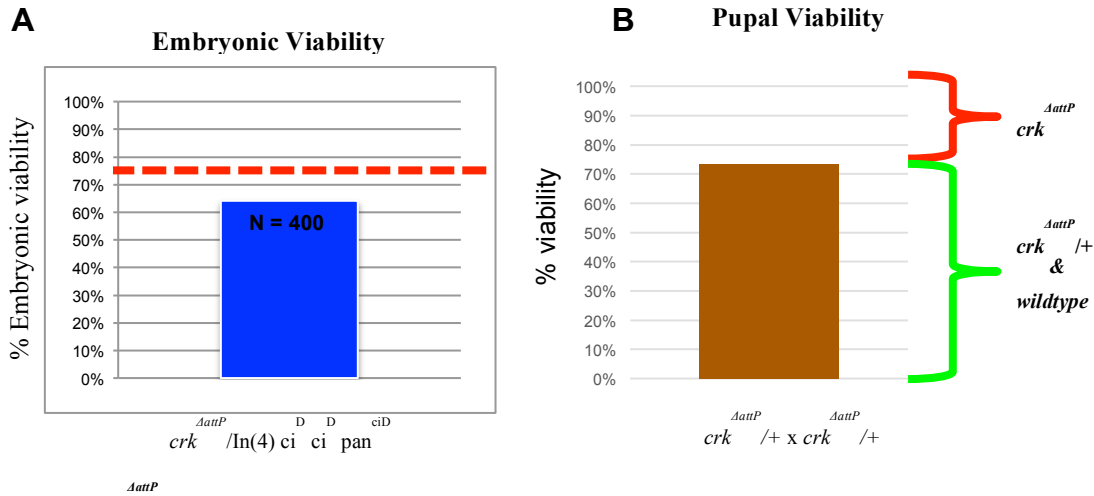 A
Embryonic Viability
% Embryonic viability
100%
90%
80%
70%
60%
50%
40%
30%
20%
10%
0%
N = 400
crk ΔattP /In(4) ci D ci D pan ciD
ΔattP
B
Pupal Viability
% viability
100%
90%
80%
70%
60%
50%
40%
30%
20%
10%
0%
crk ΔattP /+ x crk ΔattP /+
crk ΔattP
crk ΔattP /+
&
wildtype